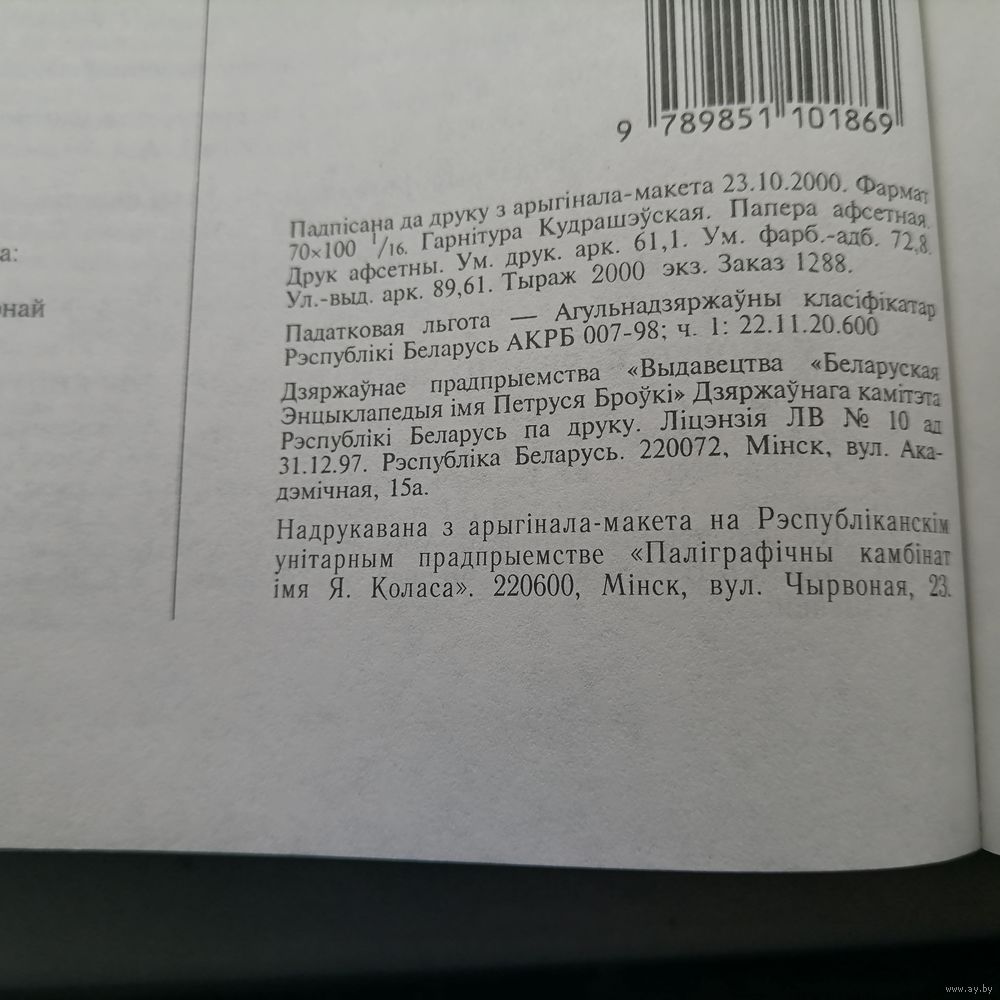 9 789851 101869
Падпісана да друку з арыгінала-макета 23.10.2000. Фармат
70×100 1/16. Гарнітура Кудрашэўская. Папера афсетная.
Друк афсетны. Ум. друк. арк. 61,1. Ум. фарб.-адб. 72,8.
Ул.-выд. арк. 89,61. Тыраж 2000 экз. Заказ 1288.
Падатковая льгота — Агульнадзяржаўны класіфікатар
Рэспублікі Беларусь АКРБ 007-98; ч. 1: 22.11.20.600
Дзяржаўнае прадпрыемства «Выдавецтва «Беларуская
Энцыклапедыя імя Петруся Броўкі» Дзяржаўнага камітэта
Рэспублікі Беларусь па друку. Ліцэнзія ЛВ № 10 ад
31.12.97. Рэспубліка Беларусь. 220072, Мінск, вул. Ака-
дэмічная, 15а.
Надрукавана з арыгінала-макета на Рэспубліканскім
унітарным прадпрыемстве «Паліграфічны камбінат
імя Я. Коласа». 220600, Мінск, вул. Чырвоная, 23.
www.ay.by